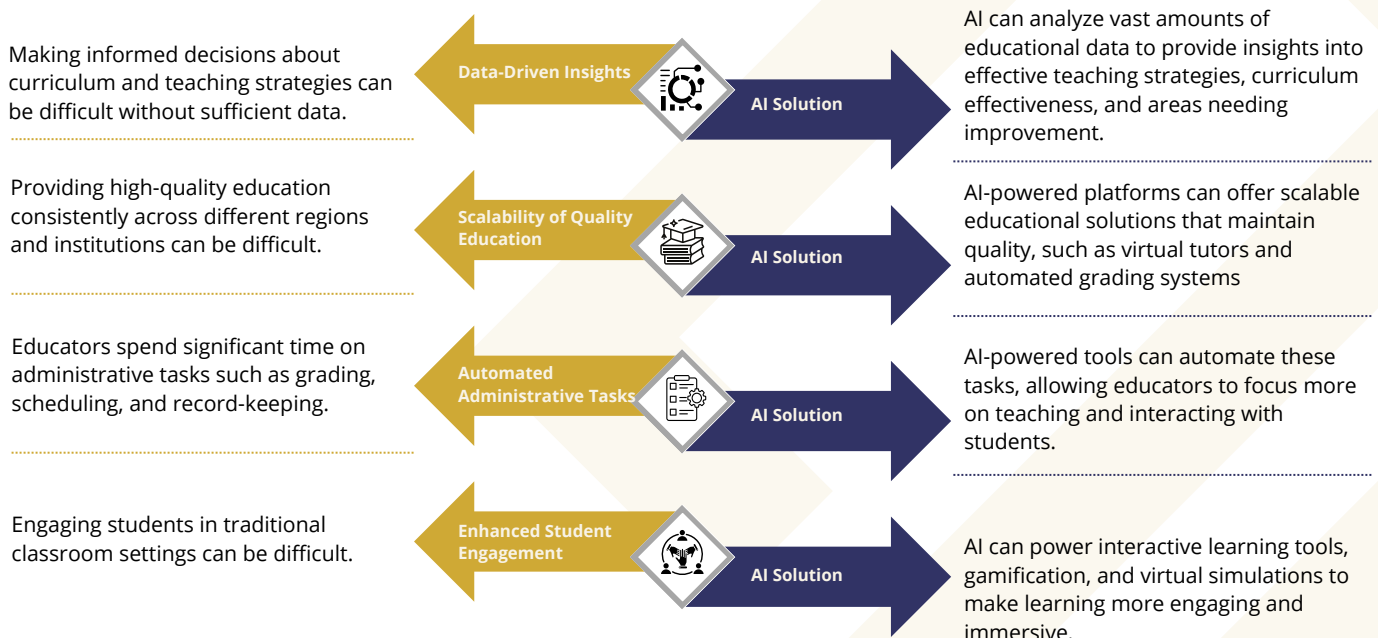 Making informed decisions about
curriculum and teaching strategies can
be difficult without sufficient data.
Data-Driven Insights
AI Solution
AI can analyze vast amounts of
educational data to provide insights into
effective teaching strategies, curriculum
effectiveness, and areas needing
improvement.
Providing high-quality education
consistently across different regions
and institutions can be difficult.
Scalability of Quality
Education
AI Solution
AI-powered platforms can offer scalable
educational solutions that maintain
quality, such as virtual tutors and
automated grading systems
Educators spend significant time on
administrative tasks such as grading,
scheduling, and record-keeping.
Automated
Administrative Tasks
AI Solution
AI-powered tools can automate these
tasks, allowing educators to focus more
on teaching and interacting with
students.
Engaging students in traditional
classroom settings can be difficult.
Enhanced Student
Engagement
AI Solution
AI can power interactive learning tools,
gamification, and virtual simulations to
make learning more engaging and
immersive.